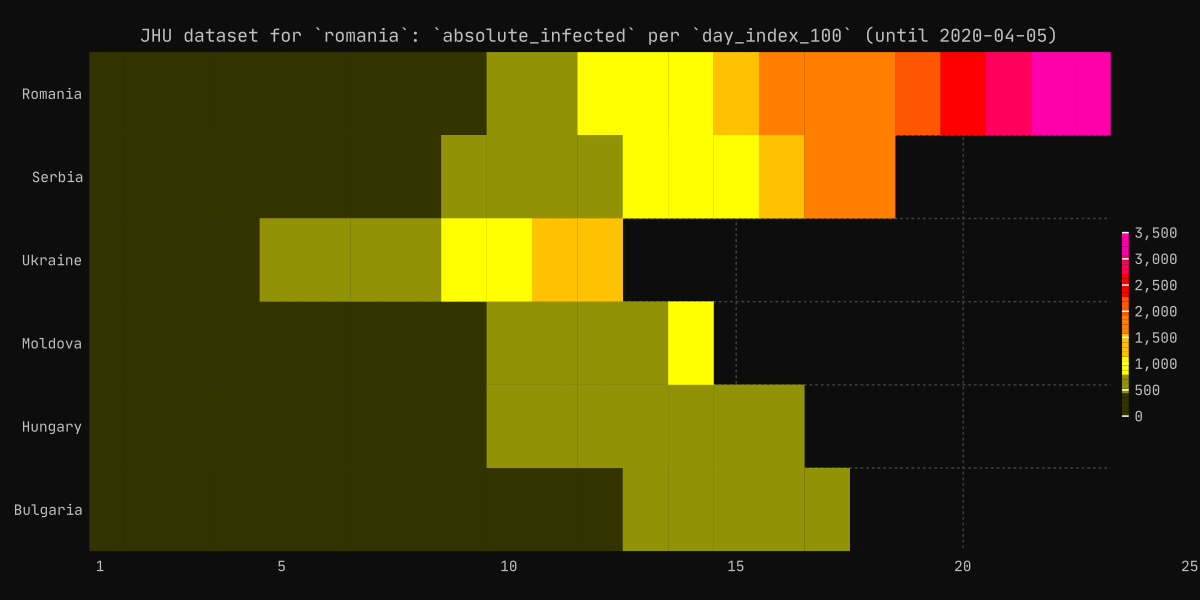 JHU dataset for `romania`: `absolute_infected` per `day_index_100` (until 2020-04-05)
Romania
Serbia
Ukraine
Moldova
Hungary
Bulgaria
3,500
3,000
2,500
2,000
1,500
1,000
500
0
1 5 10 15 20 25